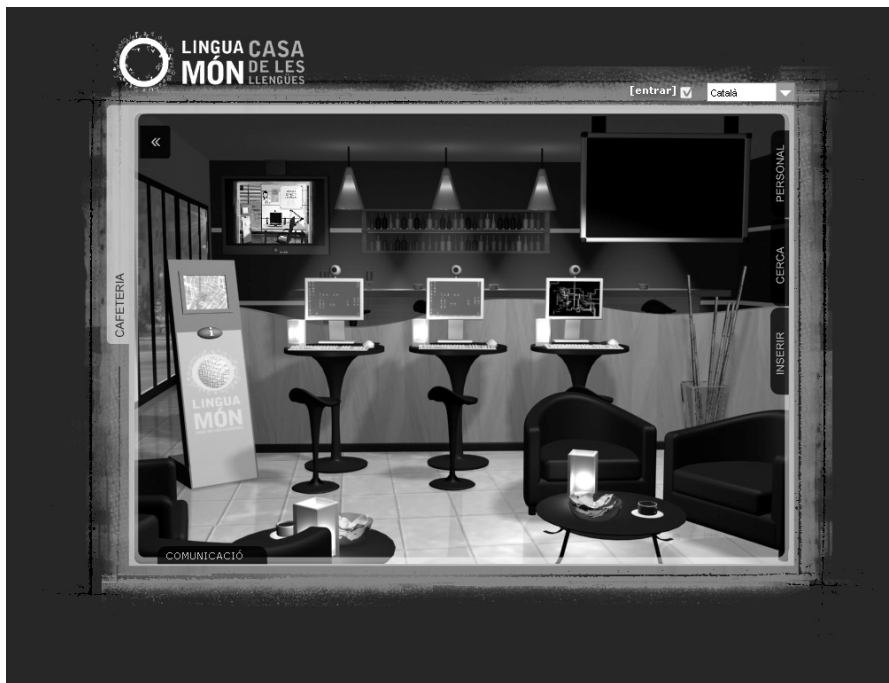 LINGUA CASA
MÓN DE LES
LLENGÜES
[entrar]
Català
«
PERSONAL
CERCA
INSERIR
CAFETERIA
i
LINGUA
MÓN
COMUNICACIÓ